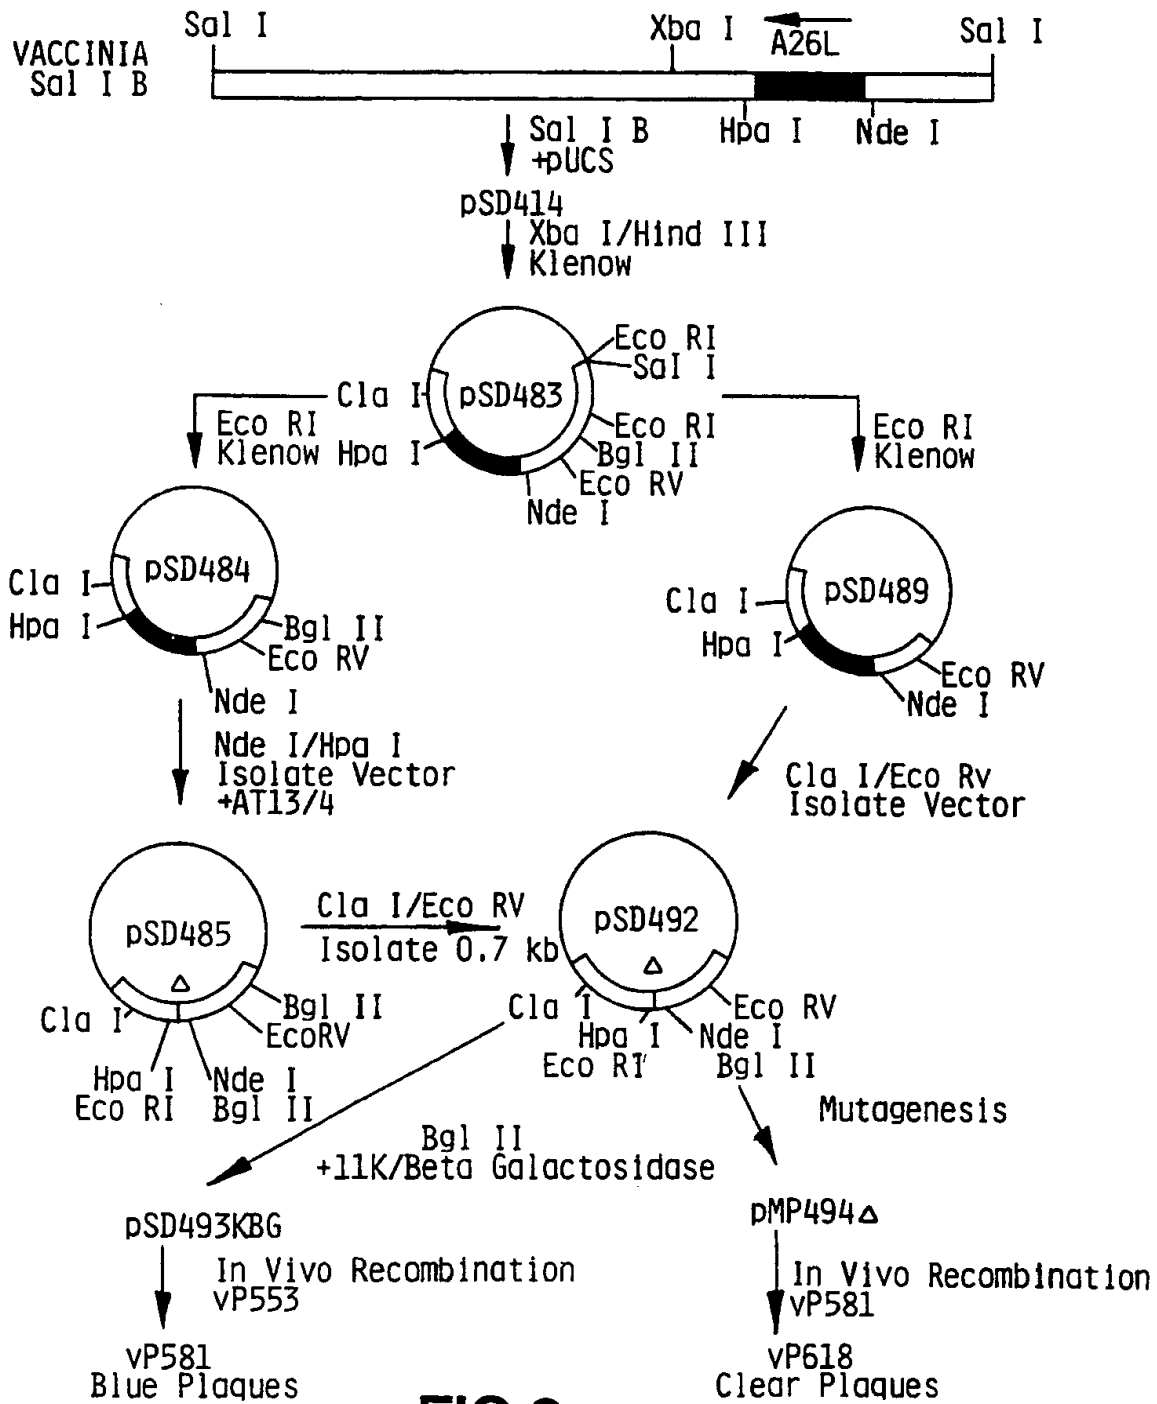 Sal I
Xba I
A26L
Sal I
VACCINIA
Sal I B
Hpa I
Nde I
Sal I B
+pUCS
pSD414
Xba I/Hind III
Klenow
pSD483
Eco RI
Sal I
Cla I
Hpa I
Eco RI
Bgl II
Eco RV
Nde I
Eco RI
Klenow
Eco RI
Klenow
pSD484
Cla I
Hpa I
Bgl II
Eco RV
Nde I
pSD489
Cla I
Hpa I
Eco RV
Nde I
Nde I/Hpa I
Isolate Vector
+AT13/4
Cla I/Eco Rv
Isolate Vector
pSD485
Δ
Cla I
Bgl II
EcoRV
Hpa I
Nde I
Eco RI
Bgl II
Cla I/Eco RV
Isolate 0.7 kb
pSD492
Δ
Cla I
Eco RV
Hpa I
Nde I
Eco RI
Bgl II
Mutagenesis
Bgl II
+11K/Beta Galactosidase
pSD493KBG
pMP494Δ
In Vivo Recombination
vP553
In Vivo Recombination
vP581
vP581
Blue Plaques
vP618
Clear Plaques